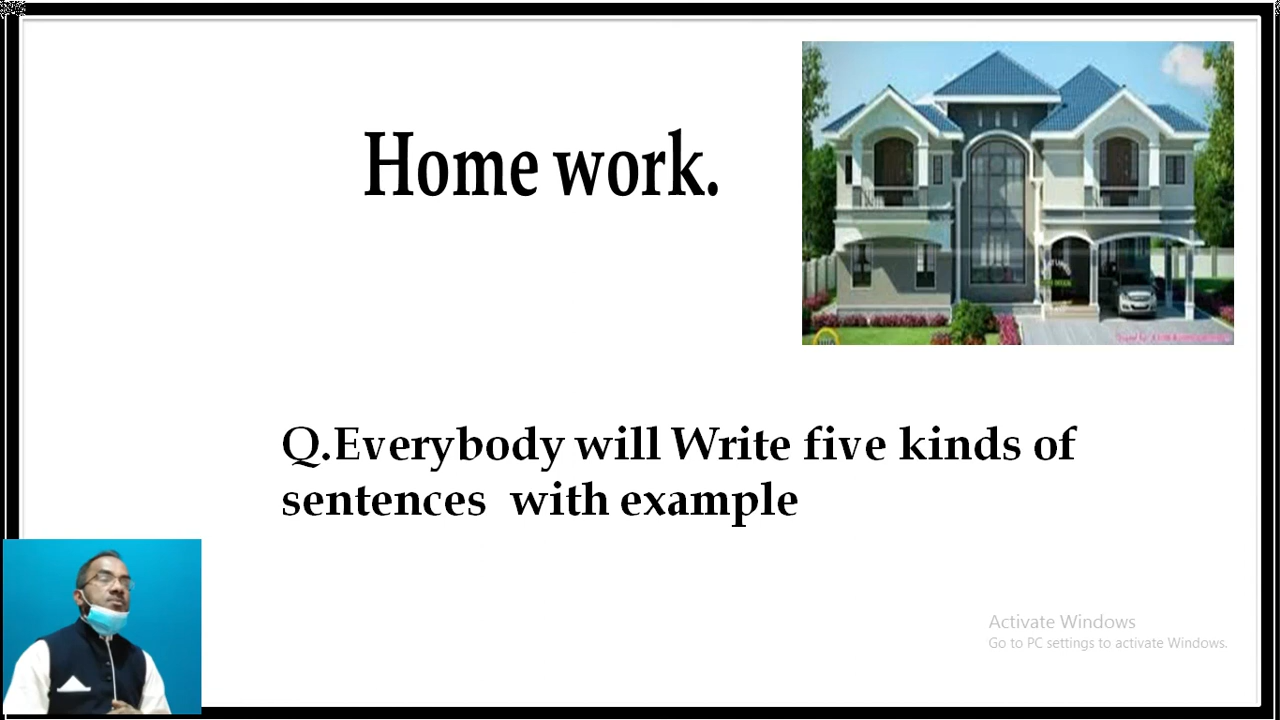 Home work.
Q.Everybody will Write five kinds of
sentences with example
Activate Windows
Go to PC settings to activate Windows.